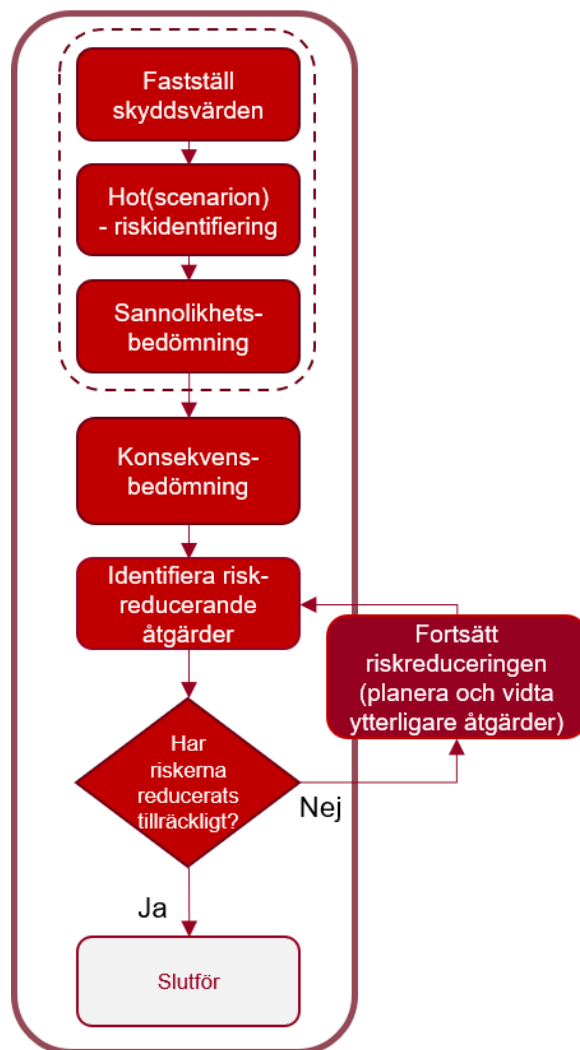 Fastställ
skyddsvärden
Hot(scenarion)
- riskidentifiering
Sannolikhets-
bedömning
Konsekvens-
bedömning
Identifiera risk-
reducerande
åtgärder
Fortsätt
riskreduceringen
(planera och vidta
ytterligare åtgärder)
Har
riskerna
reducerats
tillräckligt?
Nej
Ja
Slutför